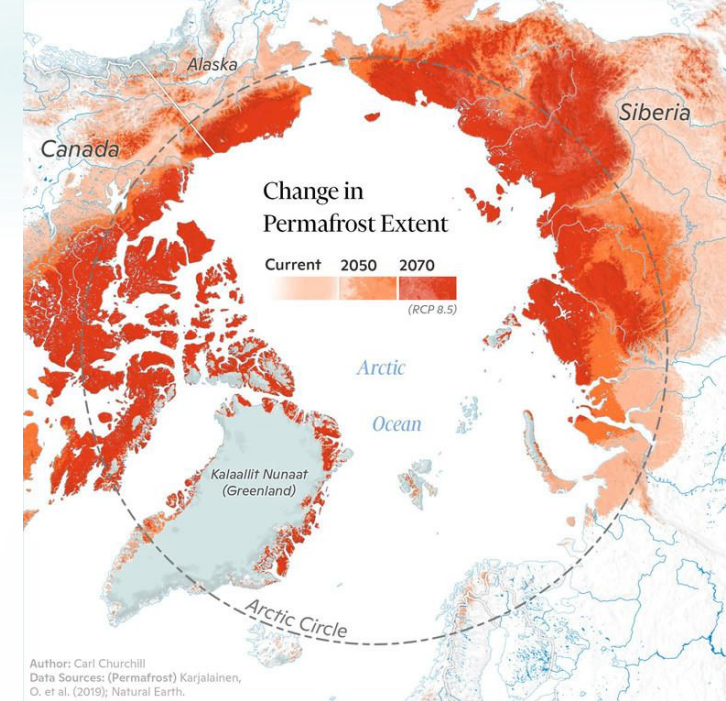 Alaska
Siberia
Canada
Change in
Permafrost Extent
Current 2050 2070
(RCP 8.5)
Arctic
Ocean
Kalaallit Nunaat
(Greenland)
Arctic Circle
Author: Carl Churchill
Data Sources: (Permafrost) Karjalainen,
O. et al. (2019); Natural Earth.